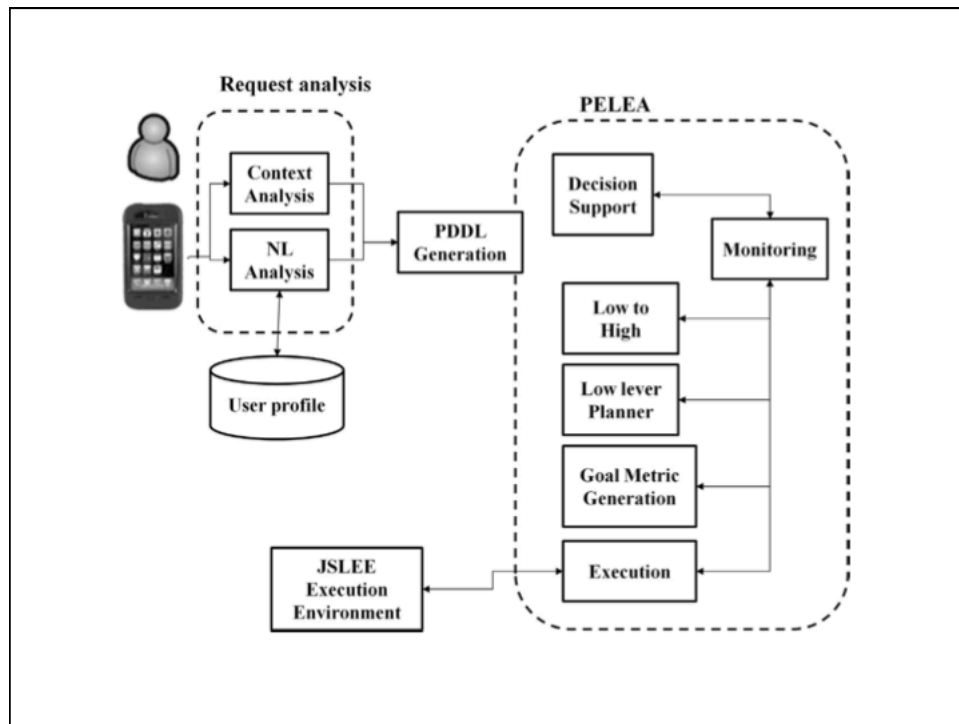 Request analysis
PELEA
Context
Analysis
NL
Analysis
User profile
PDDL
Generation
Decision
Support
Monitoring
Low to
High
Low lever
Planner
Goal Metric
Generation
Execution
JSLEE
Execution
Environment